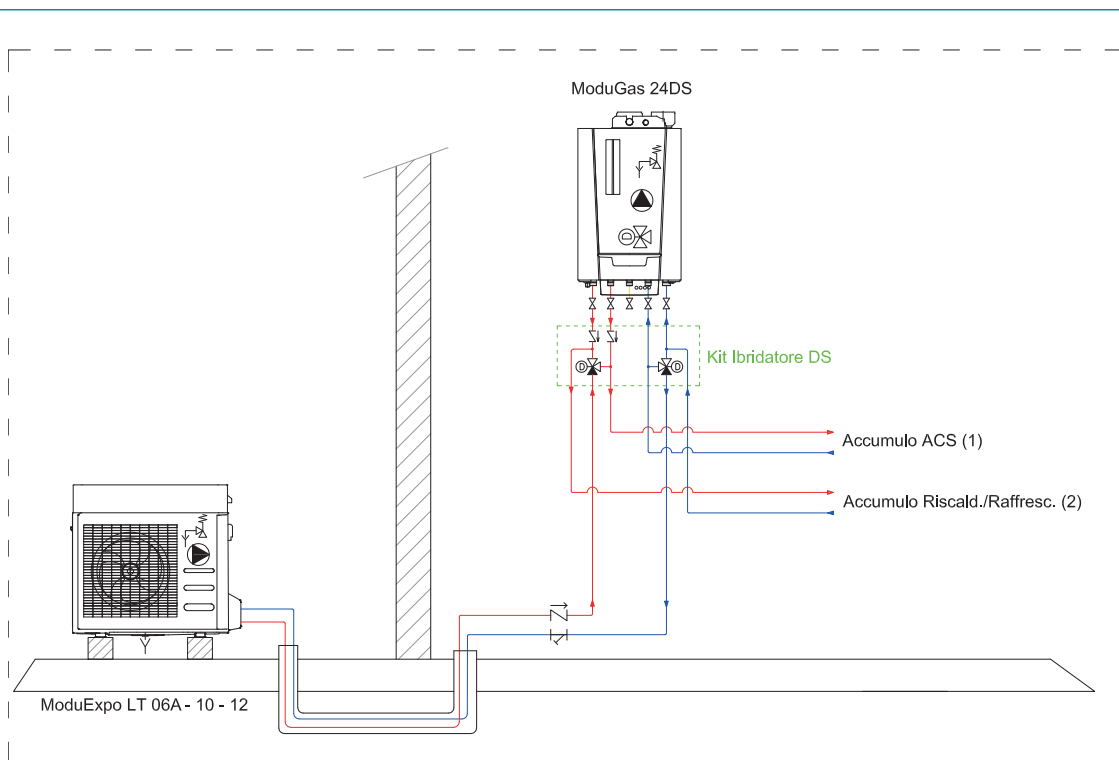 ModuGas 24DS
D
Kit Ibridatore DS
D
D
Accumulo ACS (1)
Accumulo Riscald./Raffresc. (2)
ModuExpo LT 06A - 10 - 12